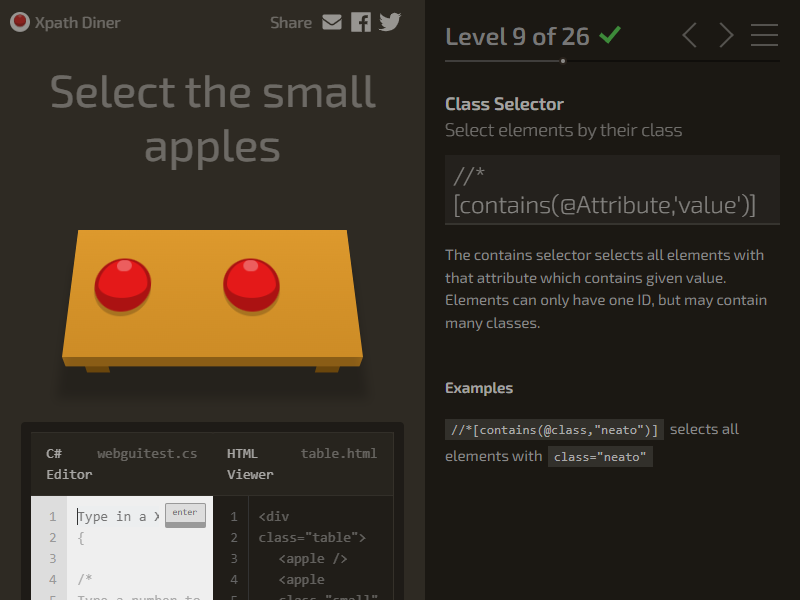 Xpath Diner
Share
Select the small
apples
C#
Editor
webguitest.cs
HTML
Viewer
table.html
1
2
3
4
5
Type in a X
enter
{
/*
Type a number to
1
2
3
4
5
<div
class="table">
<apple />
<apple
class="small"
Level 9 of 26
Class Selector
Select elements by their class
//*
[contains(@Attribute,'value')]
The contains selector selects all elements with
that attribute which contains given value.
Elements can only have one ID, but may contain
many classes.
Examples
//*[contains(@class,"neato")] selects all
elements with class="neato"